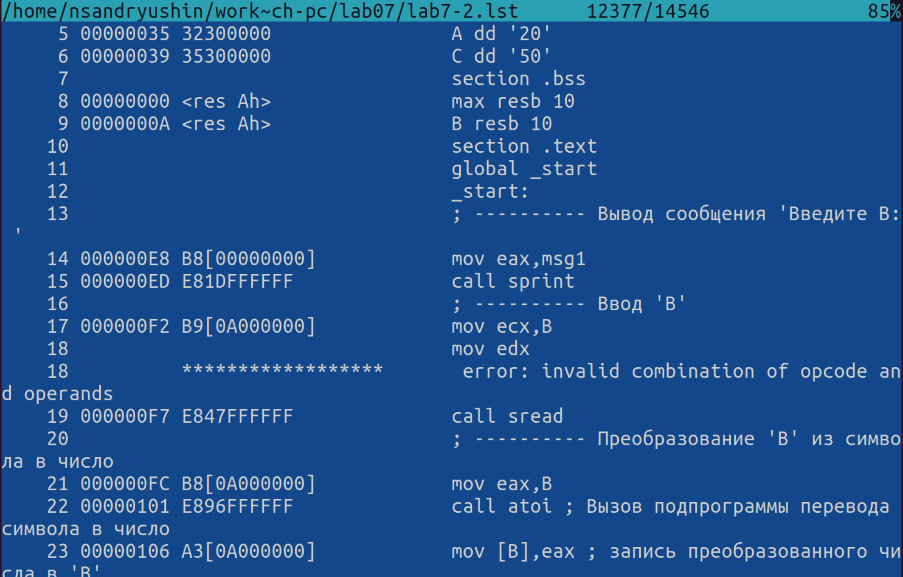 /home/nsandryushin/work~ch-pc/lab07/lab7-2.lst 12377/14546 85%
5 00000035 32300000 A dd '20'
6 00000039 35300000 C dd '50'
7 section .bss
8 00000000 <res Ah> max resb 10
9 0000000A <res Ah> B resb 10
10 section .text
11 global _start
12 _start:
13 ; ---------- Вывод сообщения 'Введите B:
'
14 000000E8 B8[00000000] mov eax,msg1
15 000000ED E81DFFFFFF call sprint
16 ; ---------- Ввод 'B'
17 000000F2 B9[0A000000] mov ecx,B
18 mov edx
18 ****************** error: invalid combination of opcode an
d operands
19 000000F7 E847FFFFFF call sread
20 ; ---------- Преобразование 'B' из симво
ла в число
21 000000FC B8[0A000000] mov eax,B
22 00000101 E896FFFFFF call atoi ; Вызов подпрограммы перевода
символа в число
23 00000106 A3[0A000000] mov [B],eax ; запись преобразованного чи
сла в 'B'